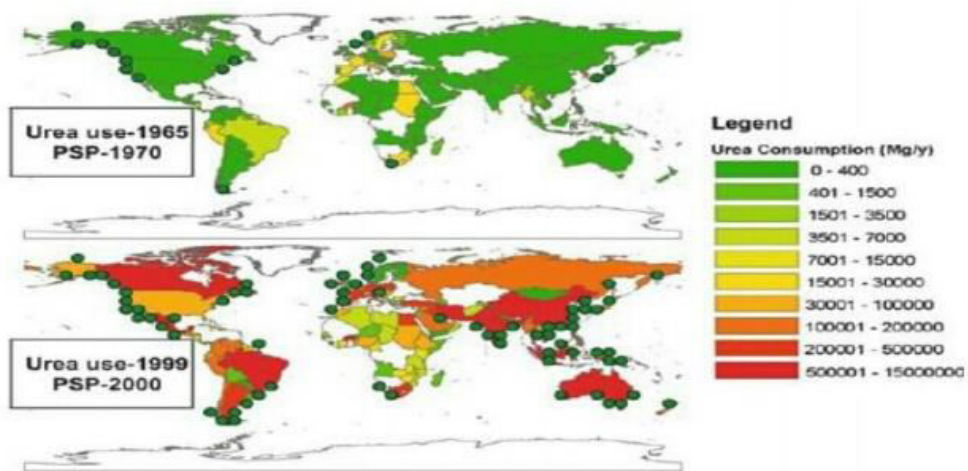 Urea use-1965
PSP-1970
Urea use-1999
PSP-2000
Legend
Urea Consumption (Mg/y)
0 - 400
401 - 1500
1501 - 3500
3501 - 7000
7001 - 15000
15001 - 30000
30001 - 100000
100001 - 200000
200001 - 500000
500001 - 15000000